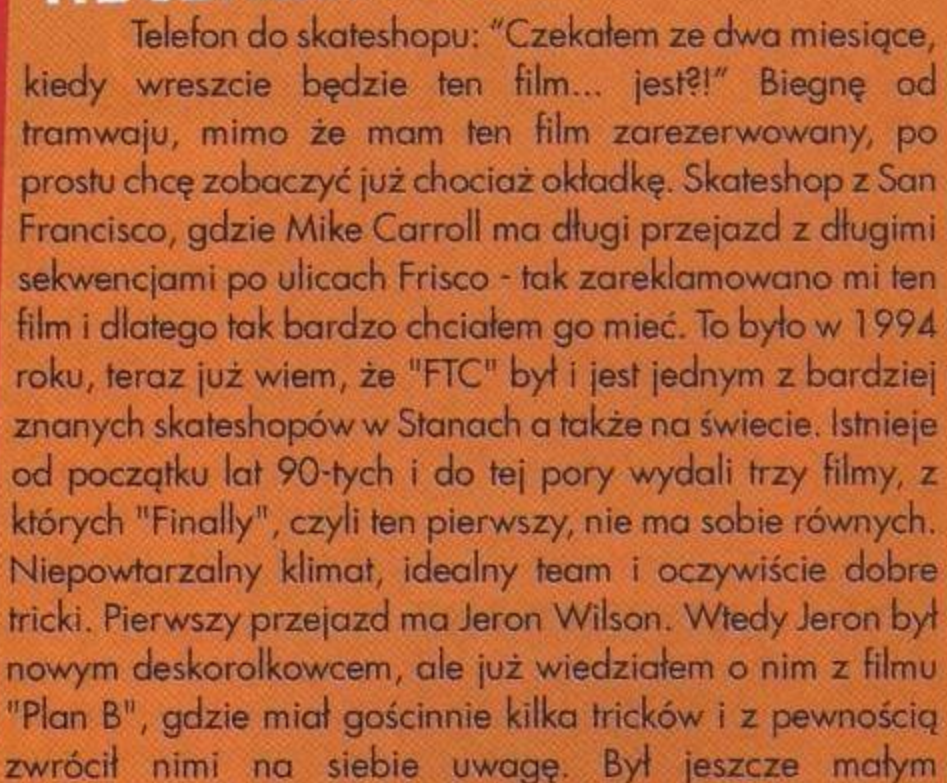 Telefon do skateshopu: “Czekałem ze dwa miesiące,
kiedy wreszcie będzie ten film... jest?!” Biegnę od
tramwaju, mimo że mam ten film zarezerwowany, po
prostu chcę zobaczyć już chociaż okładkę. Skateshop z San
Francisco, gdzie Mike Carroll ma długi przejazd z długimi
sekwencjami po ulicach Frisco - tak zareklamowano mi ten
film i dlatego tak bardzo chciałem go mieć. To było w 1994
roku, teraz już wiem, że "FTC" był i jest jednym z bardziej
znanych skateshopów w Stanach a także na świecie. Istnieje
od początku lat 90-tych i do tej pory wydali trzy filmy, z
których "Finally", czyli ten pierwszy, nie ma sobie równych.
Niepowtarzalny klimat, idealny team i oczywiście dobre
tricki. Pierwszy przejazd ma Jeron Wilson. Wtedy Jeron był
nowym deskorolkowcem, ale już wiedziałem o nim z filmu
"Plan B", gdzie miał gościnnie kilka tricków i z pewnością
zwrócił nimi na siebie uwagę. Był jeszcze małym